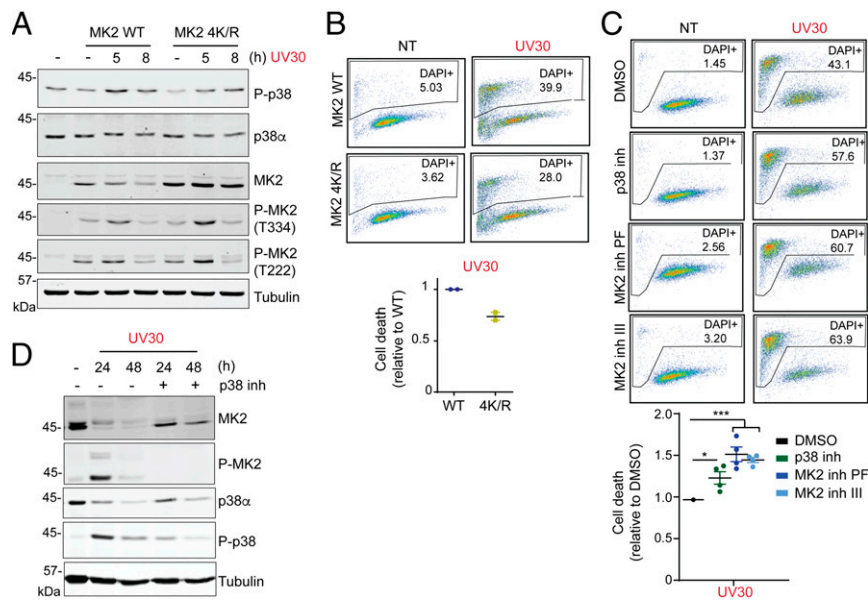 A
MK2 WT MK2 4K/R
- - 5 8 - 5 8 (h) UV30
45-
P-p38
45-
p38α
45-
MK2
45-
P-MK2
(T334)
P-MK2
(T222)
57-
Tubulin
kDa
B
NT UV30
MK2 WT
DAPI+
5.03
DAPI+
39.9
MK2 4K/R
DAPI+
3.62
DAPI+
28.0
UV30
Cell death
(relative to WT)
1
0.5
0
WT 4K/R
C
NT UV30
DMSO
DAPI+
1.45
DAPI+
43.1
p38 inh
DAPI+
1.37
DAPI+
57.6
MK2 inh PF
DAPI+
2.56
DAPI+
60.7
MK2 inh III
DAPI+
3.20
DAPI+
63.9
Cell death
(relative to DMSO)
2.0
1.5
1.0
0.5
0
***
*
DMSO
p38 inh
MK2 inh PF
MK2 inh III
UV30
D
UV30
- 24 48 24 48 (h)
- - - + + p38 inh
45-
MK2
P-MK2
45-
45-
p38α
45-
P-p38
57-
Tubulin
kDa